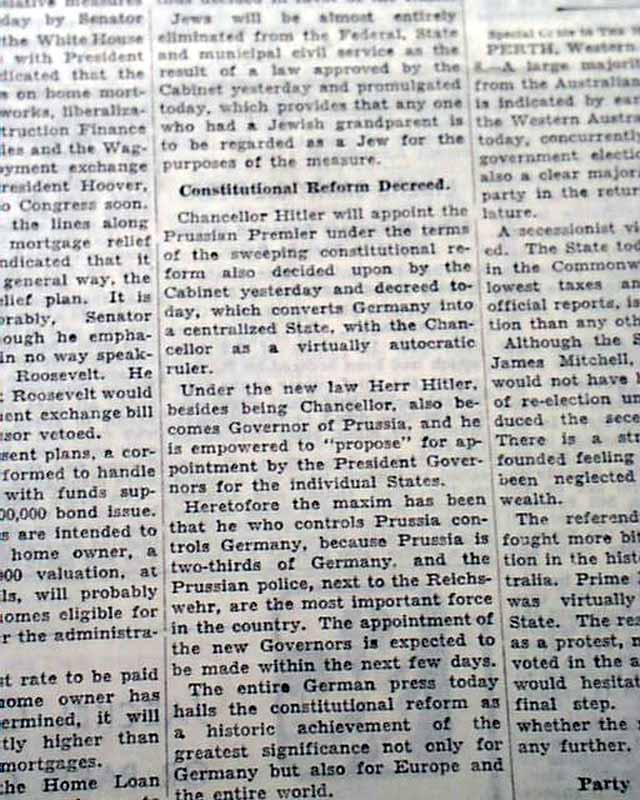 day by Senator
the White House
with President
dicated that the
s on home mort-
works, liberaliza-
truction Finance
les and the Wag-
oyment exchange
resident Hoover,
o Congress soon.
the lines along
mortgage relief
ndicated that it
general way, the
elief plan. It is
orably, Senator
ough he empha-
in no way speak-
Roosevelt. He
Roosevelt would
uent exchange bill
ssor vetoed.
sent plans, a cor-
formed to handle
with funds sup-
00,000 bond issue.
s are intended to
home owner, a
000 valuation, at
ls, will probably
homes eligible for
r the administra-
st rate to be paid
home owner has
ermined, it will
tly higher than
mortgages.
the Home Loan
Jews will be almost entirely
eliminated from the Federal, State
and municipal civil service as the
result of a law approved by the
Cabinet yesterday and promulgated
today, which provides that any one
who had a Jewish grandparent is
to be regarded as a Jew for the
purposes of the measure.
Constitutional Reform Decreed.
Chancellor Hitler will appoint the
Prussian Premier under the terms
of the sweeping constitutional re-
form also decided upon by the
Cabinet yesterday and decreed to-
day, which converts Germany into
a centralized State, with the Chan-
cellor as a virtually autocratic
ruler.
Under the new law Herr Hitler,
besides being Chancellor, also be-
comes Governor of Prussia, and he
is empowered to "propose" for ap-
pointment by the President Gover-
nors for the individual States.
Heretofore the maxim has been
that he who controls Prussia con-
trols Germany, because Prussia is
two-thirds of Germany, and the
Prussian police, next to the Reichs-
wehr, are the most important force
in the country. The appointment of
the new Governors is expected to
be made within the next few days.
The entire German press today
hails the constitutional reform as
a historic achievement of the
greatest significance not only for
Germany but also for Europe and
the entire world.
PERTH, Western
8.—A large majorit
from the Australian
is indicated by ear
the Western Austra
today, concurrently
government electi
also a clear major
party in the retur
lature.
A secessionist vi
ed. The State tod
in the Commonw
lowest taxes an
official reports, is
tion than any oth
Although the S
James Mitchell,
would not have h
of re-election un
duced the sece
There is a str
founded feeling
been neglected
wealth.
The referend
fought more bit
tion in the histo
tralia. Prime
was virtually
State. The rea
as a protest, n
voted in the a
would hesitat
final step.
whether the
any further.
Party